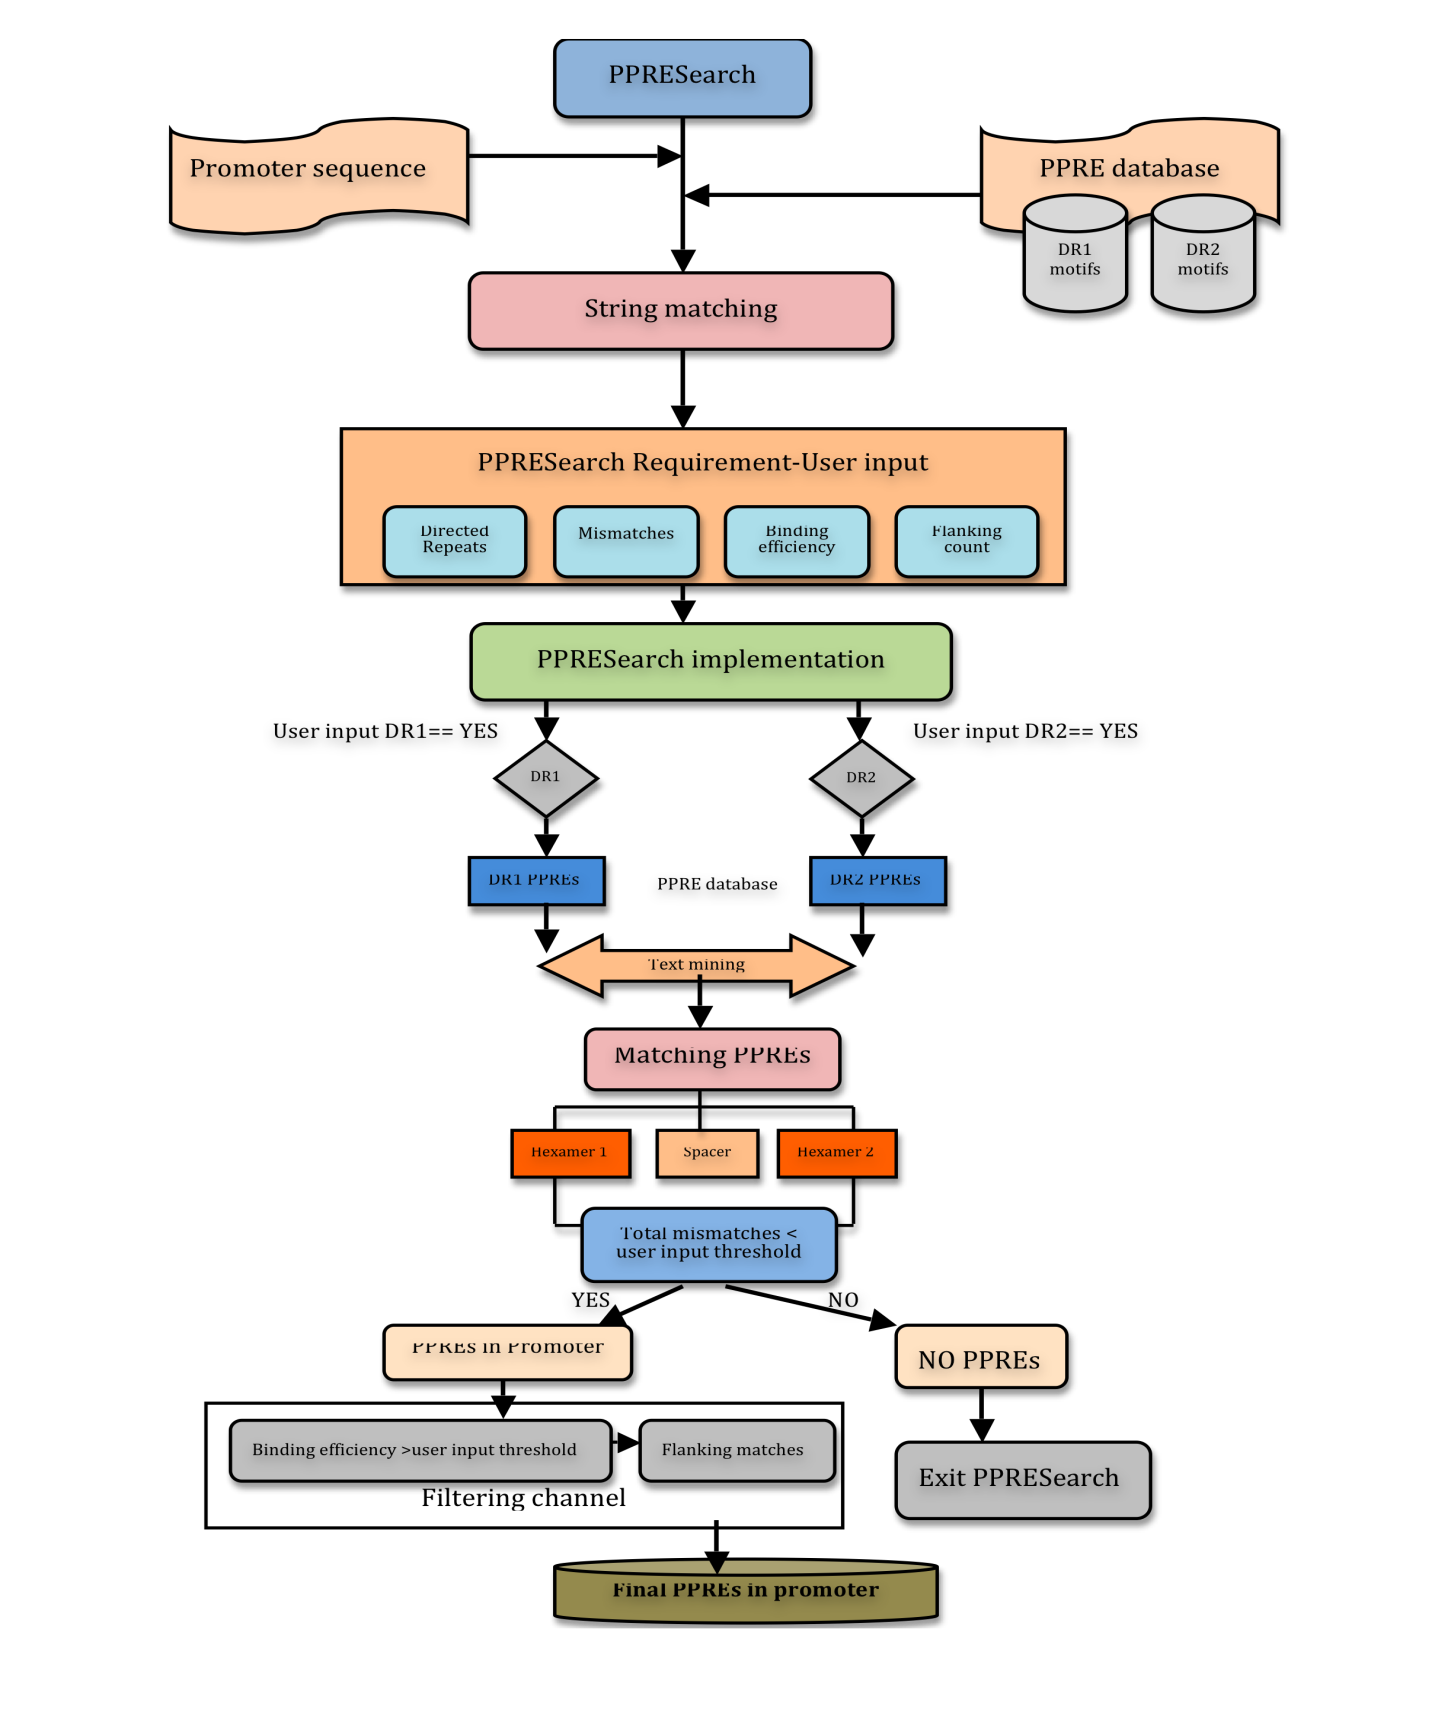 PPRESearch
Promoter sequence
PPRE database
DR1
motifs
DR2
motifs
String matching
PPRESearch Requirement-User input
Directed
Repeats
Mismatches
Binding
efficiency
Flanking
count
PPRESearch implementation
User input DR1== YES
User input DR2== YES
DR1
DR2
DR1 PPREs
PPRE database
DR2 PPREs
Text mining
Matching PPREs
Hexamer 1
Spacer
Hexamer 2
Total mismatches <
user input threshold
YES
NO
PPREs in Promoter
NO PPREs
Binding efficiency >user input threshold
Flanking matches
Filtering channel
Exit PPRESearch
Final PPREs in promoter